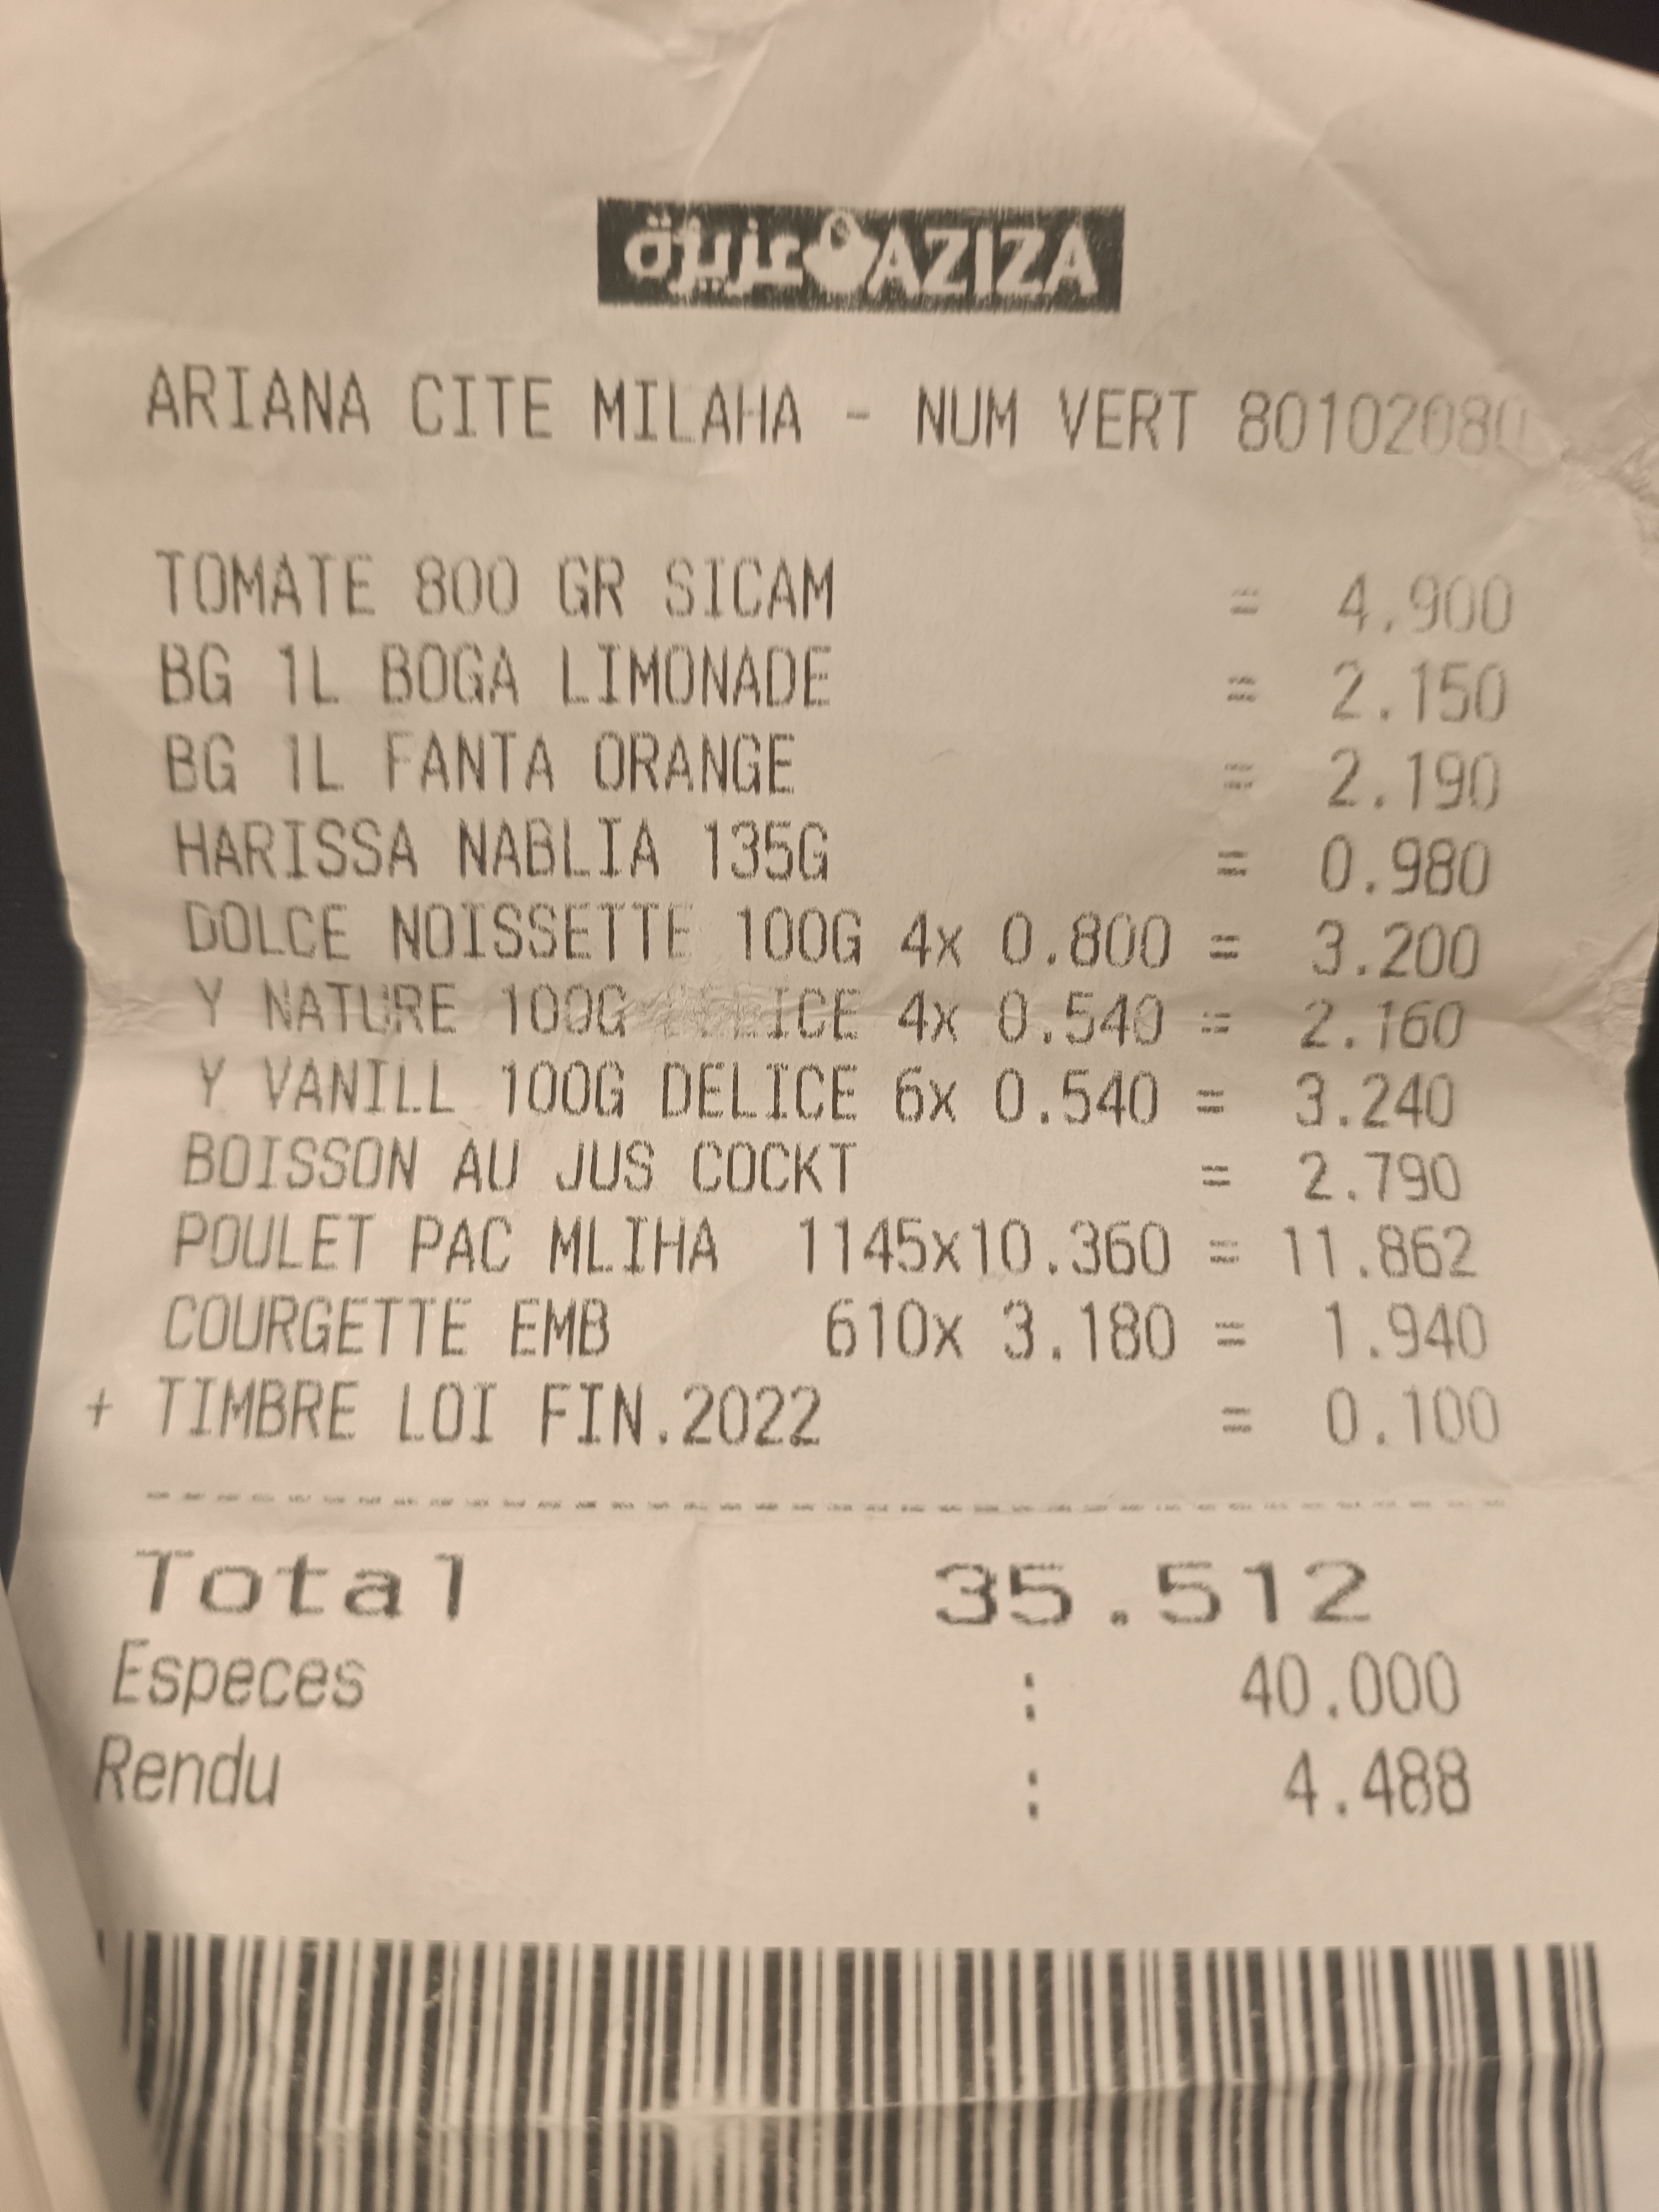 عزيزة AZIZA
ARIANA CITE MILAHA - NUM VERT 80102080
TOMATE 800 GR SICAM = 4.900
BG 1L BOGA LIMONADE = 2.150
BG 1L FANTA ORANGE = 2.190
HARISSA NABLIA 135G = 0.980
DOLCE NOISSETTE 100G 4x 0.800 = 3.200
Y NATURE 100G DELICE 4x 0.540 = 2.160
Y VANILL 100G DELICE 6x 0.540 = 3.240
BOISSON AU JUS COCKT = 2.790
POULET PAC MLIHA 1145x10.360 = 11.862
COURGETTE EMB 610x 3.180 = 1.940
+ TIMBRE LOI FIN.2022 = 0.100
Total 35.512
Especes : 40.000
Rendu : 4.488